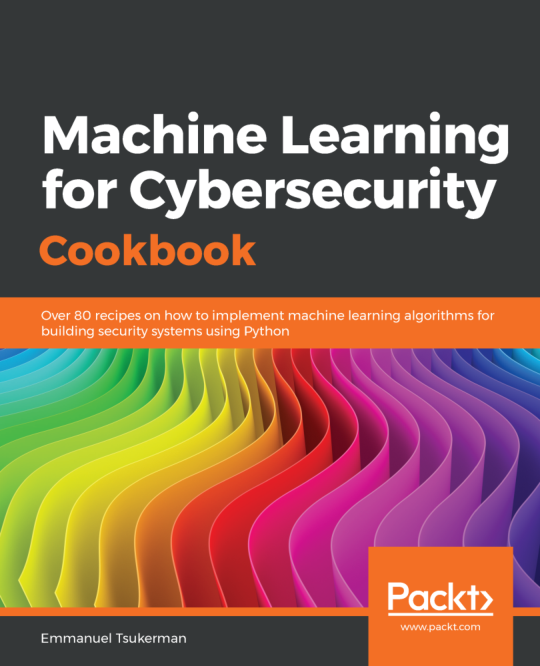 Machine Learning
for Cybersecurity
Cookbook
Over 80 recipes on how to implement machine learning algorithms for
building security systems using Python
Packt>
www.packt.com
Emmanuel Tsukerman